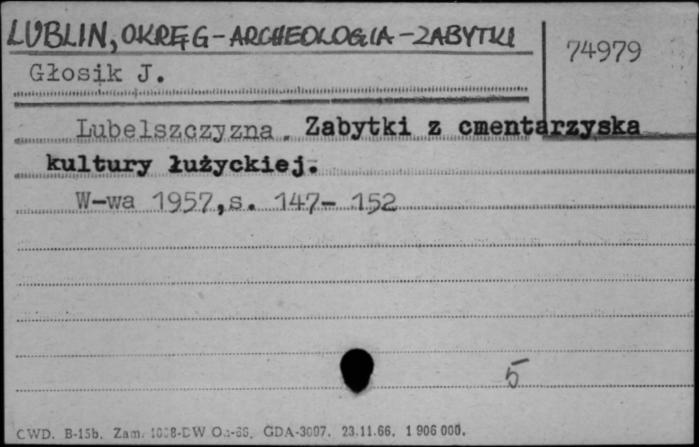 LUBLIN, OKRĘG - ARCHEOLOGIA - ZABYTKI
74979
Głosik J.
Lubelszczyzna. Zabytki z cmentarzyska
kultury łużyckiej.
W-wa 1957, s. 147- 152
5
CWD. B-15b. Zam. GDA-3097. 23.11.66. 1 906 000.